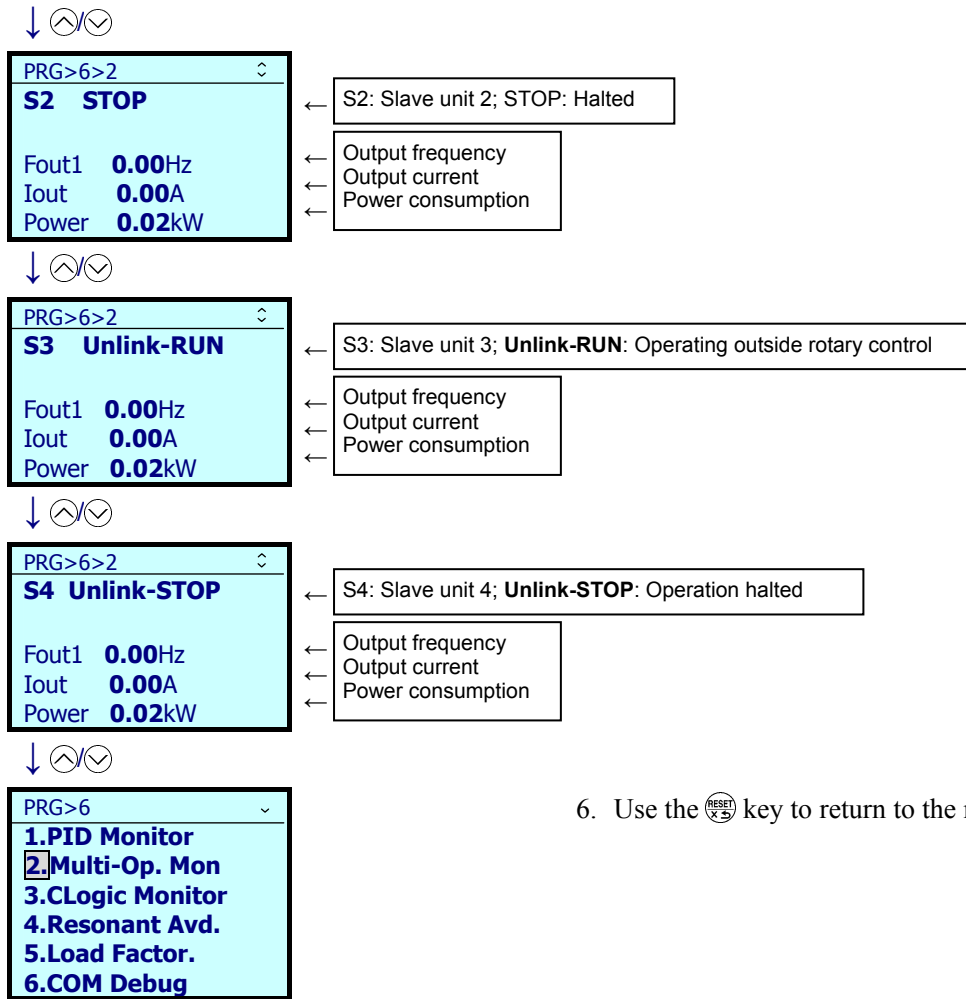 PRG>6>2
S2 STOP
Fout1 0.00Hz
Iout 0.00A
Power 0.02kW
← S2: Slave unit 2; STOP: Halted
← Output frequency
← Output current
← Power consumption
PRG>6>2
S3 Unlink-RUN
Fout1 0.00Hz
Iout 0.00A
Power 0.02kW
← S3: Slave unit 3; Unlink-RUN: Operating outside rotary control
← Output frequency
← Output current
← Power consumption
PRG>6>2
S4 Unlink-STOP
Fout1 0.00Hz
Iout 0.00A
Power 0.02kW
← S4: Slave unit 4; Unlink-STOP: Operation halted
← Output frequency
← Output current
← Power consumption
PRG>6
1.PID Monitor
2.Multi-Op. Mon
3.CLogic Monitor
4.Resonant Avd.
5.Load Factor.
6.COM Debug
6. Use the RESET key to return to the